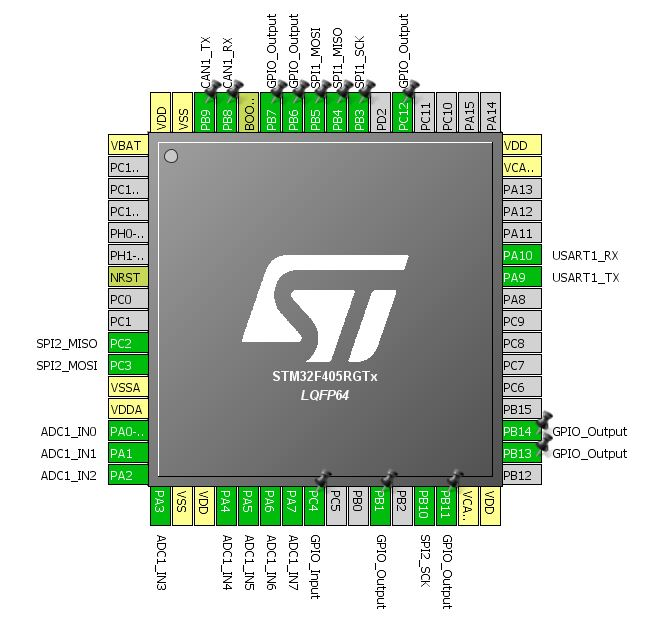 CAN1_TX
CAN1_RX
GPIO_Output
GPIO_Output
SPI1_MOSI
SPI1_MISO
SPI1_SCK
GPIO_Output
VDD
VSS
PB9
PB8
BOO..
PB7
PB6
PB5
PB4
PB3
PD2
PC12
PC11
PC10
PA15
PA14
VBAT
PC1..
PC1..
PC1..
PH0-..
PH1-..
NRST
PC0
PC1
SPI2_MISO PC2
SPI2_MOSI PC3
VSSA
VDDA
ADC1_IN0 PA0-..
ADC1_IN1 PA1
ADC1_IN2 PA2
ST
STM32F405RGTx
LQFP64
VDD
VCA..
PA13
PA12
PA11
PA10 USART1_RX
PA9 USART1_TX
PA8
PC9
PC8
PC7
PC6
PB15
PB14 GPIO_Output
PB13 GPIO_Output
PB12
PA3
VSS
VDD
PA4
PA5
PA6
PA7
PC4
PC5
PB0
PB1
PB2
PB10
PB11
VCA..
VDD
ADC1_IN3
ADC1_IN4
ADC1_IN5
ADC1_IN6
ADC1_IN7
GPIO_Input
GPIO_Output
SPI2_SCK
GPIO_Output